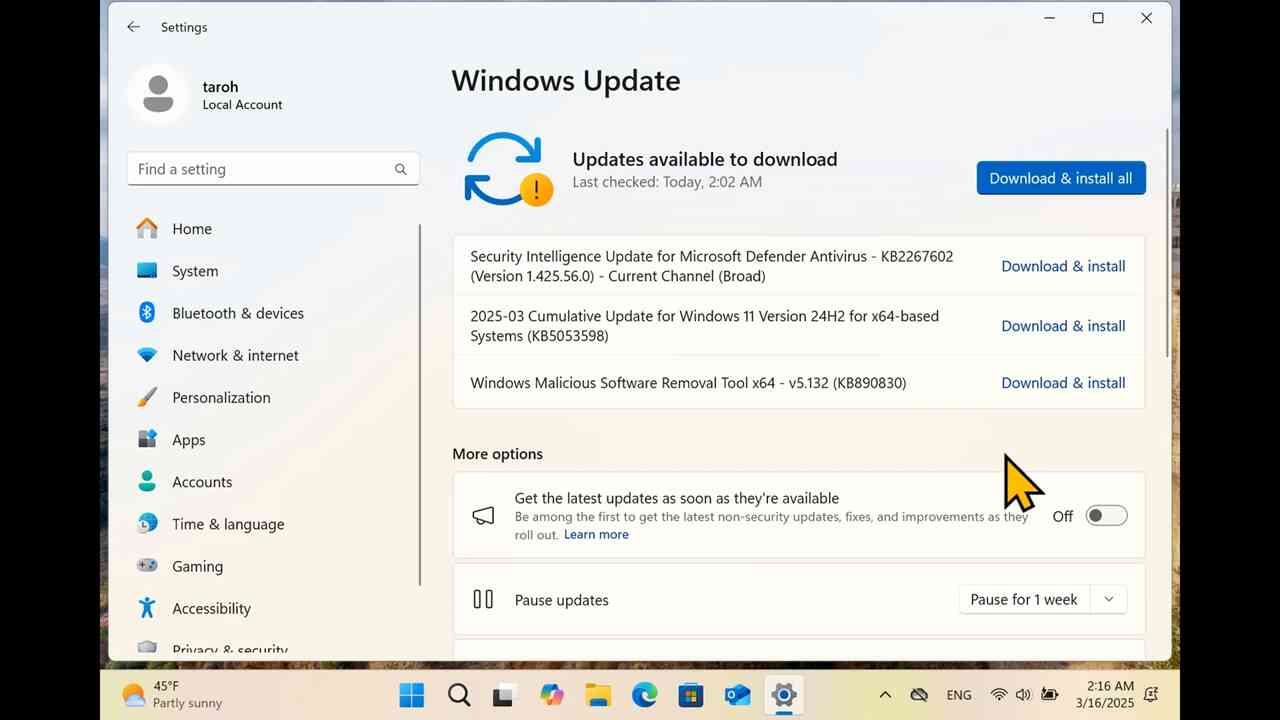 Settings
taroh
Local Account
Find a setting
Home
System
Bluetooth & devices
Network & internet
Personalization
Apps
Accounts
Time & language
Gaming
Accessibility
Privacy & security
Windows Update
Updates available to download
Last checked: Today, 2:02 AM
Download & install all
Security Intelligence Update for Microsoft Defender Antivirus - KB2267602
(Version 1.425.56.0) - Current Channel (Broad)
Download & install
2025-03 Cumulative Update for Windows 11 Version 24H2 for x64-based
Systems (KB5053598)
Download & install
Windows Malicious Software Removal Tool x64 - v5.132 (KB890830)
Download & install
More options
Get the latest updates as soon as they're available
Be among the first to get the latest non-security updates, fixes, and improvements as they
roll out. Learn more
Off
Pause updates
Pause for 1 week
45°F
Partly sunny
ENG
2:16 AM
3/16/2025